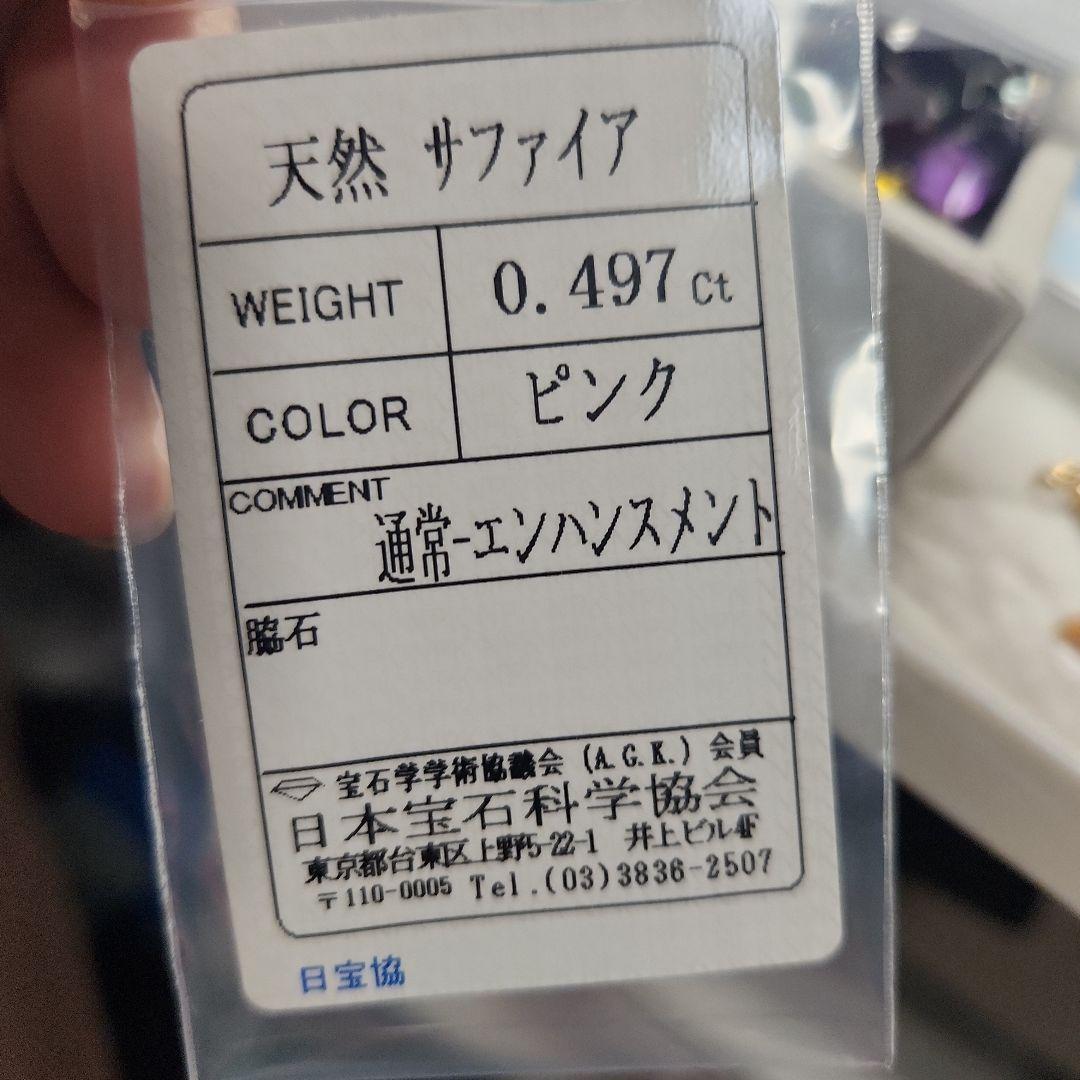 天然 サファイア
WEIGHT 0.497ct
COLOR ピンク
COMMENT
通常-エンハンスメント
脇石
宝石学学術協議会 (A.G.K.) 会員
日本宝石科学協会
東京都台東区上野5-22-1 井上ビル4F
〒110-0005 Tel.(03)3836-2507
日宝協